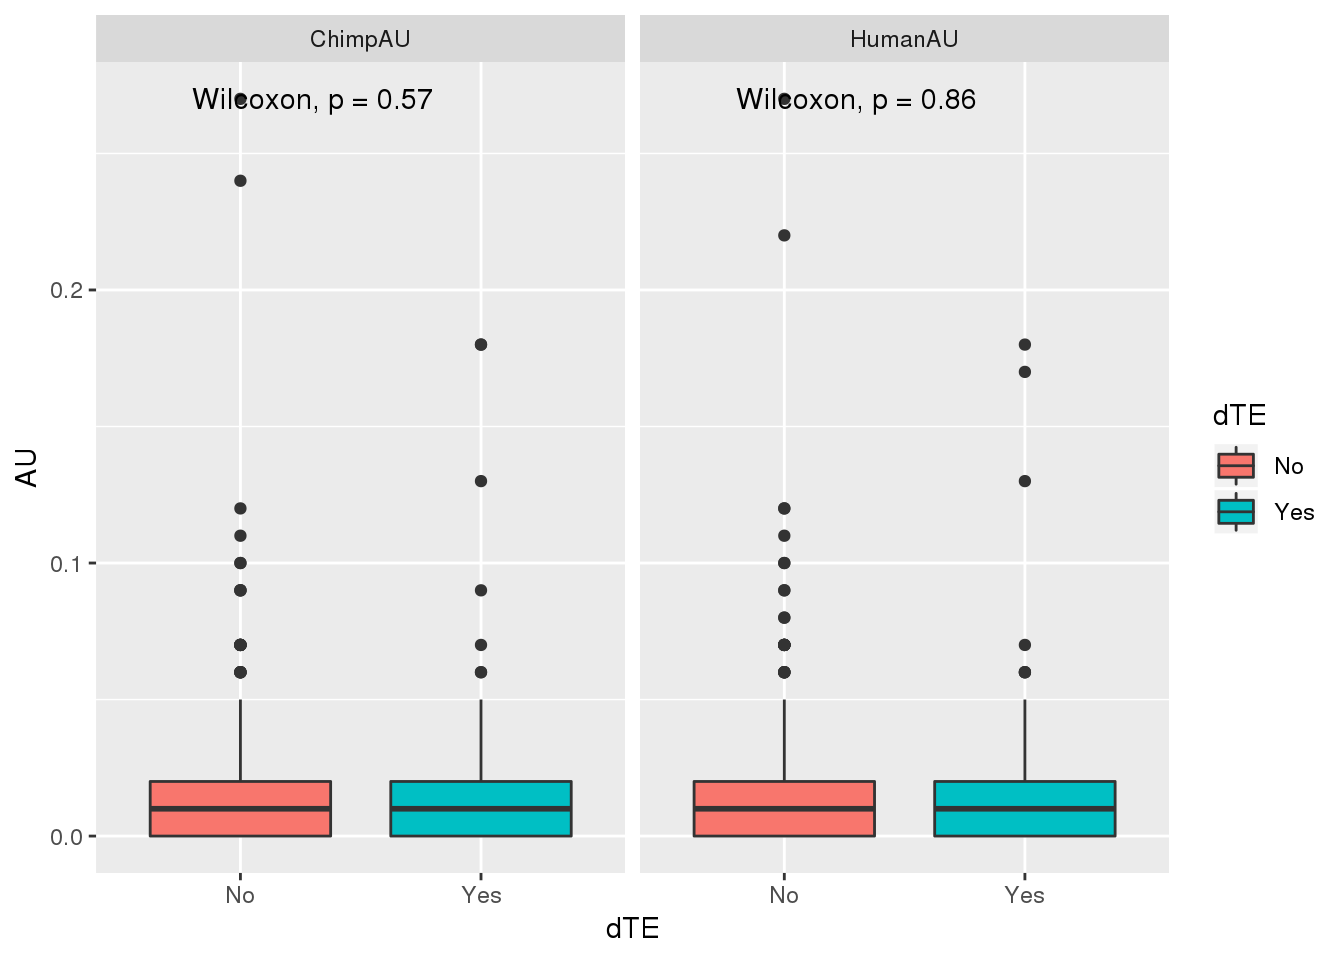 ChimpAU
HumanAU
Wilcoxon, p = 0.57
Wilcoxon, p = 0.86
AU
0.2
0.1
0.0
No
Yes
No
Yes
dTE
dTE
No
Yes